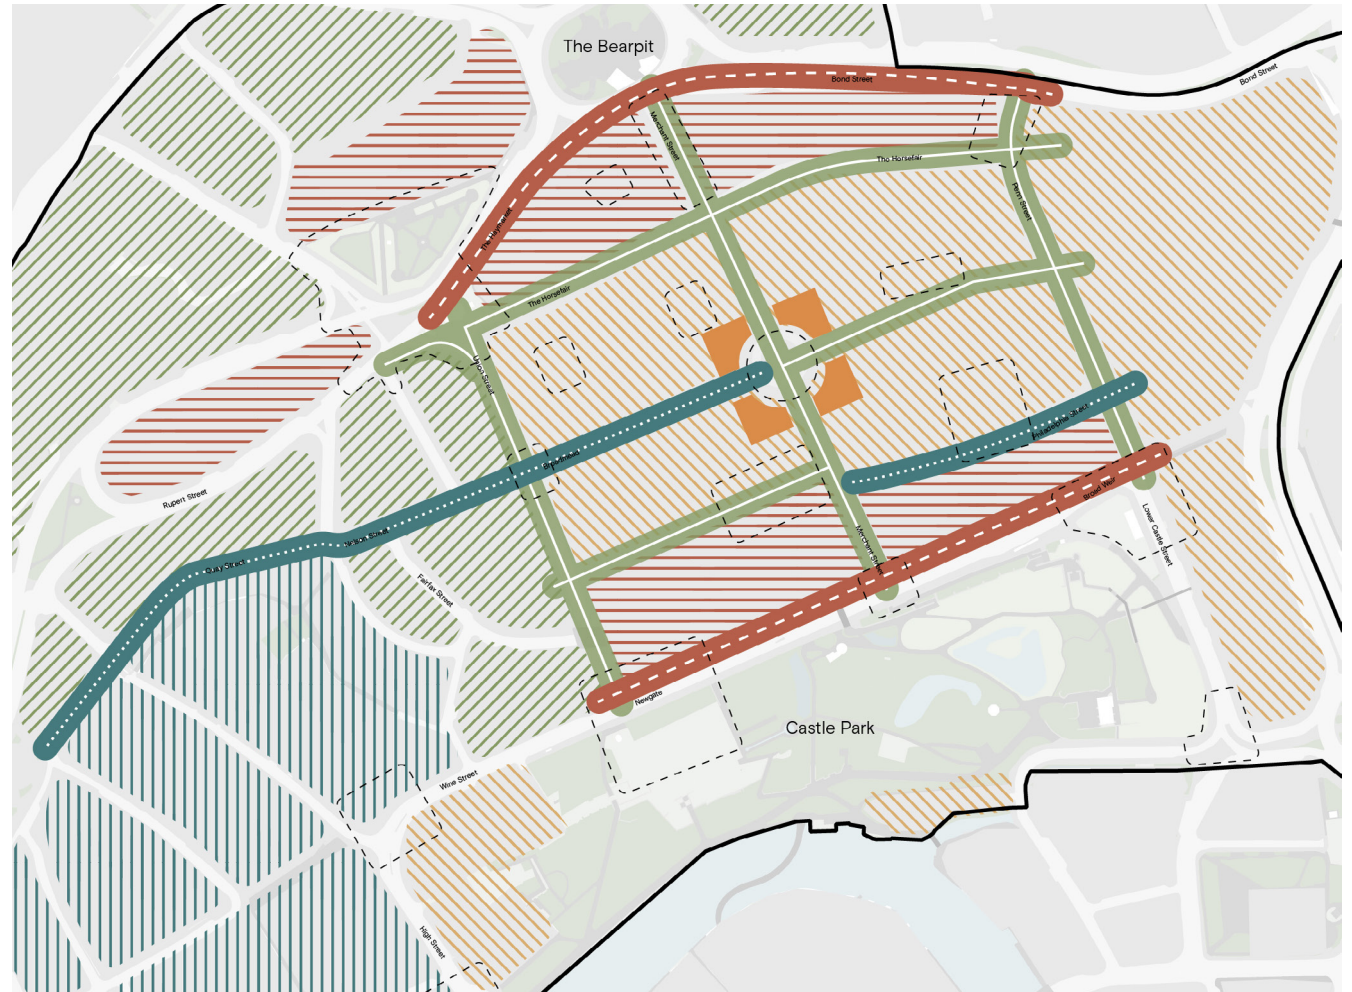 The Bearpit
Bond Street
Bond Street
Merchant Street
The Horsefair
Penn Street
The Haymarket
The Horsefair
Union Street
Philadelphia Street
Broadmead
Broad Weir
Rupert Street
Lower Castle Street
Nelson Street
Merchant Street
Quay Street
Fairfax Street
Newgate
Castle Park
Wine Street
High Street